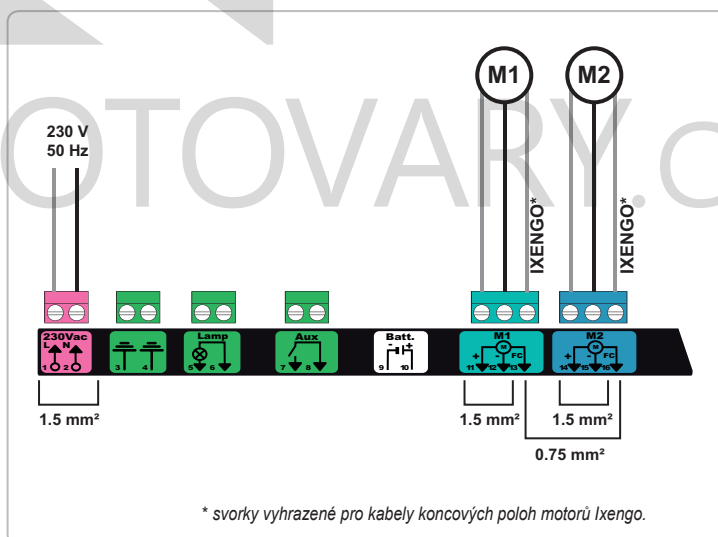 M1 M2
OTOVARY.C
230 V
50 Hz
IXENGO* IXENGO*
230Vac Lamp Aux Batt. M1 M2
L N - + M M
+ - FC + - FC
1 2 3 4 5 6 7 8 9 10 11 12 13 14 15 16
1.5 mm² 1.5 mm² 1.5 mm²
0.75 mm²
* svorky vyhrazené pro kabely koncových poloh motorů Ixengo.